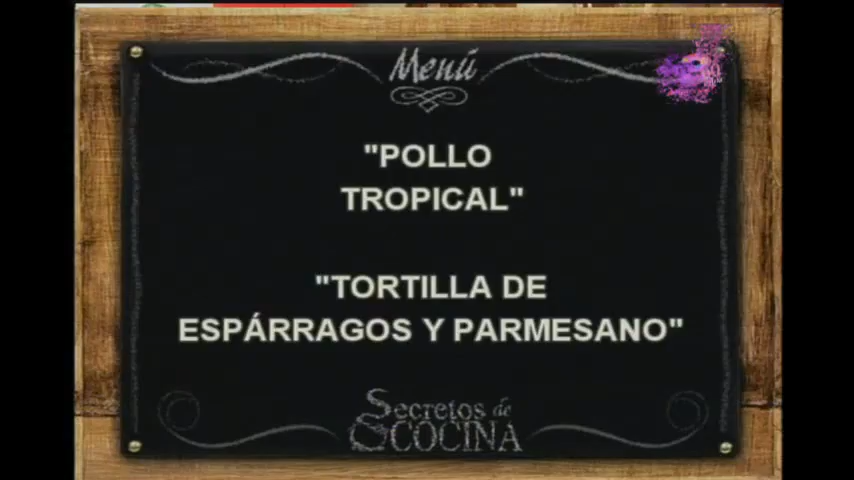 Menú
"POLLO
TROPICAL"
"TORTILLA DE
ESPÁRRAGOS Y PARMESANO"
Secretos de
COCINA